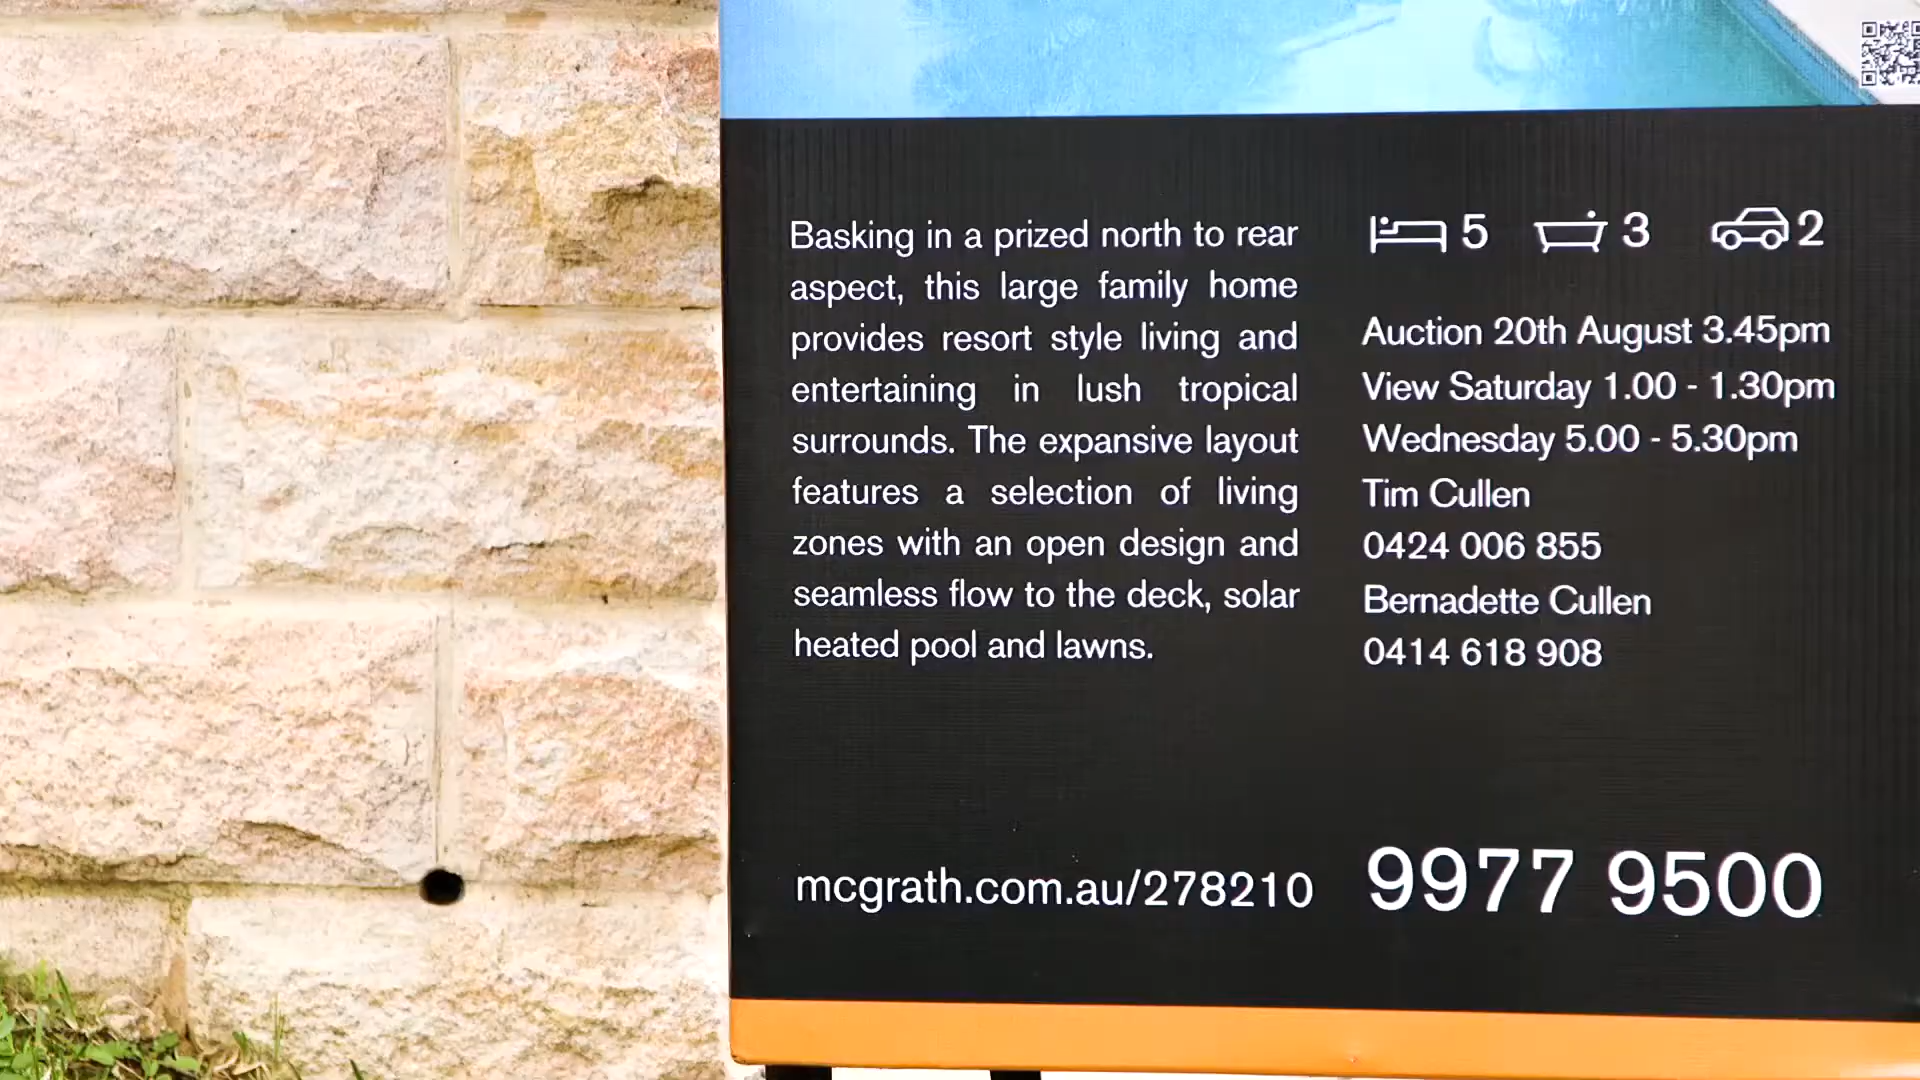 Basking in a prized north to rear
aspect, this large family home
provides resort style living and
entertaining in lush tropical
surrounds. The expansive layout
features a selection of living
zones with an open design and
seamless flow to the deck, solar
heated pool and lawns.
5 3 2
Auction 20th August 3.45pm
View Saturday 1.00 - 1.30pm
Wednesday 5.00 - 5.30pm
Tim Cullen
0424 006 855
Bernadette Cullen
0414 618 908
mcgrath.com.au/278210
9977 9500